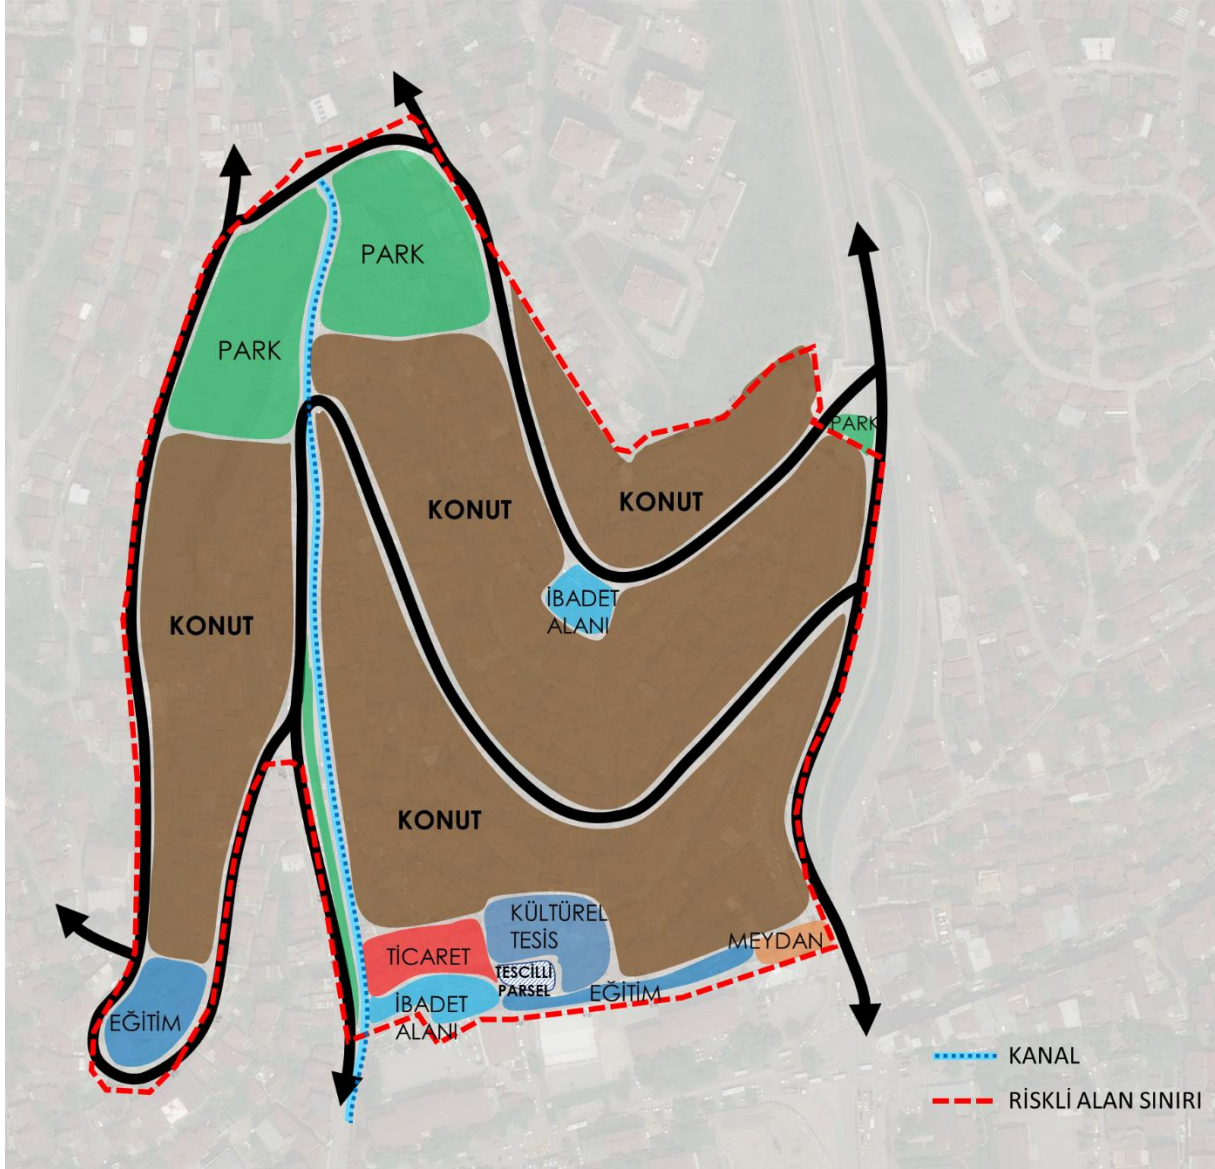 PARK
PARK
PARK
KONUT
KONUT
İBADET
ALANI
KONUT
KONUT
KÜLTÜREL
TESİS
MEYDAN
TİCARET
TESCİLLİ
PARSEL
EĞİTİM
İBADET
ALANI
EĞİTİM
KANAL
RİSKLİ ALAN SINIRI